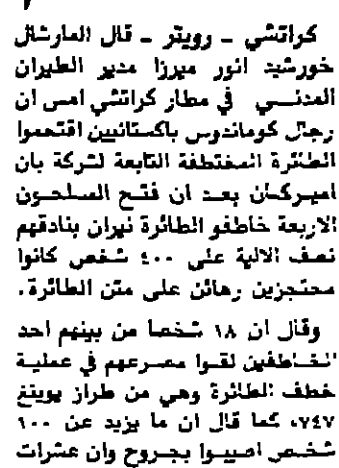 كراتشي - رويتر - قال المارشال
خورشيد انور ميرزا مدير الطيران
المدنـــي في مطار كراتشي امس ان
رجال كوماندوس باكستانيين اقتحموا
الطائرة المختطفة التابعة لشركة بان
اميركان بعد ان فتح المسلحون
الاربعة خاطفو الطائرة نيران بنادقهم
نصف الالية على ٤٠٠ شخص كانوا
محتجزين رهائن على متن الطائرة.
وقال ان ١٨ شخصا من بينهم احد
الخاطفين لقوا مصرعهم في عملية
خطف الطائرة وهي من طراز بوينغ
٧٤٧، كما قال ان ما يزيد عن ١٠٠
شخص اصيبوا بجروح وان عشرات